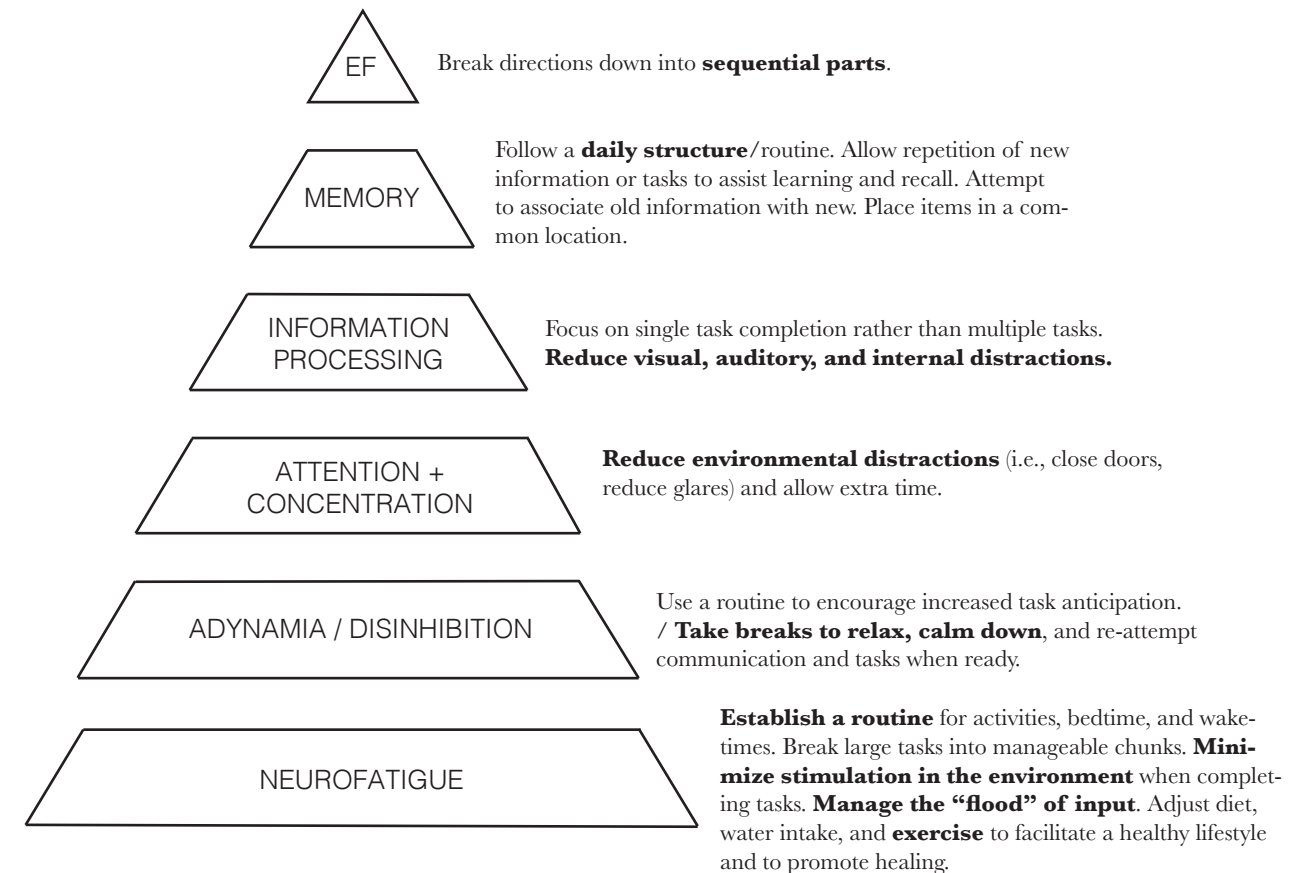 EF
Break directions down into sequential parts.
MEMORY
Follow a daily structure/routine. Allow repetition of new
information or tasks to assist learning and recall. Attempt
to associate old information with new. Place items in a com-
mon location.
INFORMATION
PROCESSING
Focus on single task completion rather than multiple tasks.
Reduce visual, auditory, and internal distractions.
ATTENTION +
CONCENTRATION
Reduce environmental distractions (i.e., close doors,
reduce glares) and allow extra time.
ADYNAMIA / DISINHIBITION
Use a routine to encourage increased task anticipation.
/ Take breaks to relax, calm down, and re-attempt
communication and tasks when ready.
NEUROFATIGUE
Establish a routine for activities, bedtime, and wake-
times. Break large tasks into manageable chunks. Mini-
mize stimulation in the environment when complet-
ing tasks. Manage the “flood” of input. Adjust diet,
water intake, and exercise to facilitate a healthy lifestyle
and to promote healing.